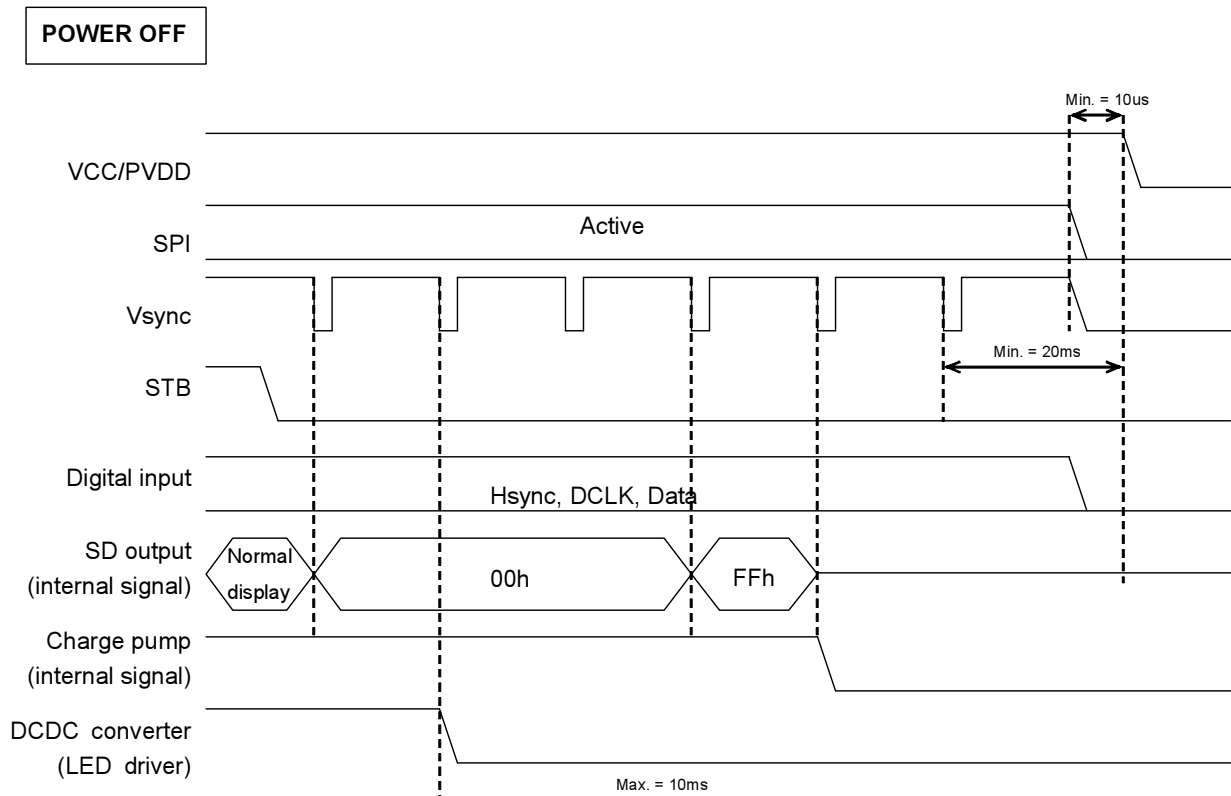 POWER OFF
Min. = 10us
VCC/PVDD
Active
SPI
Vsync
Min. = 20ms
STB
Digital input
Hsync, DCLK, Data
SD output
(internal signal)
Normal
display
00h
FFh
Charge pump
(internal signal)
DCDC converter
(LED driver)
Max. = 10ms